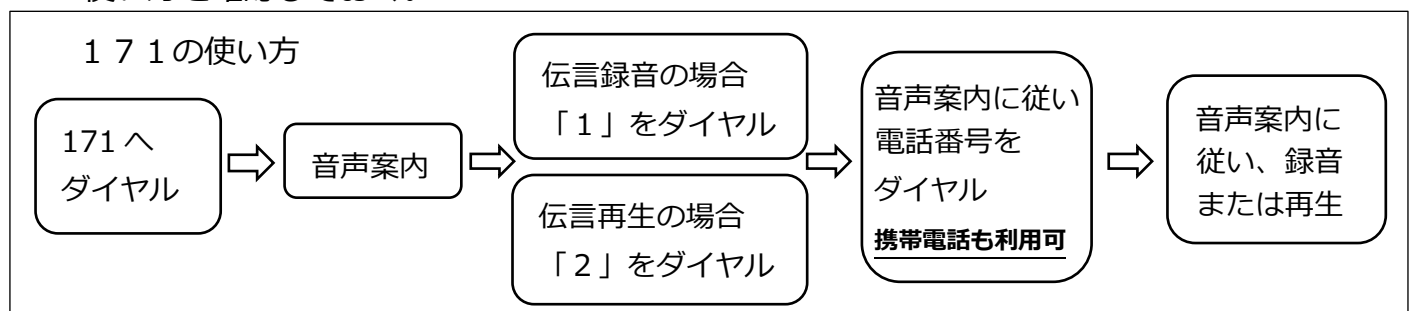 １７１の使い方
171 へ
ダイヤル
音声案内
伝言録音の場合
「１」をダイヤル
伝言再生の場合
「２」をダイヤル
音声案内に従い
電話番号を
ダイヤル
携帯電話も利用可
音声案内に
従い、録音
または再生